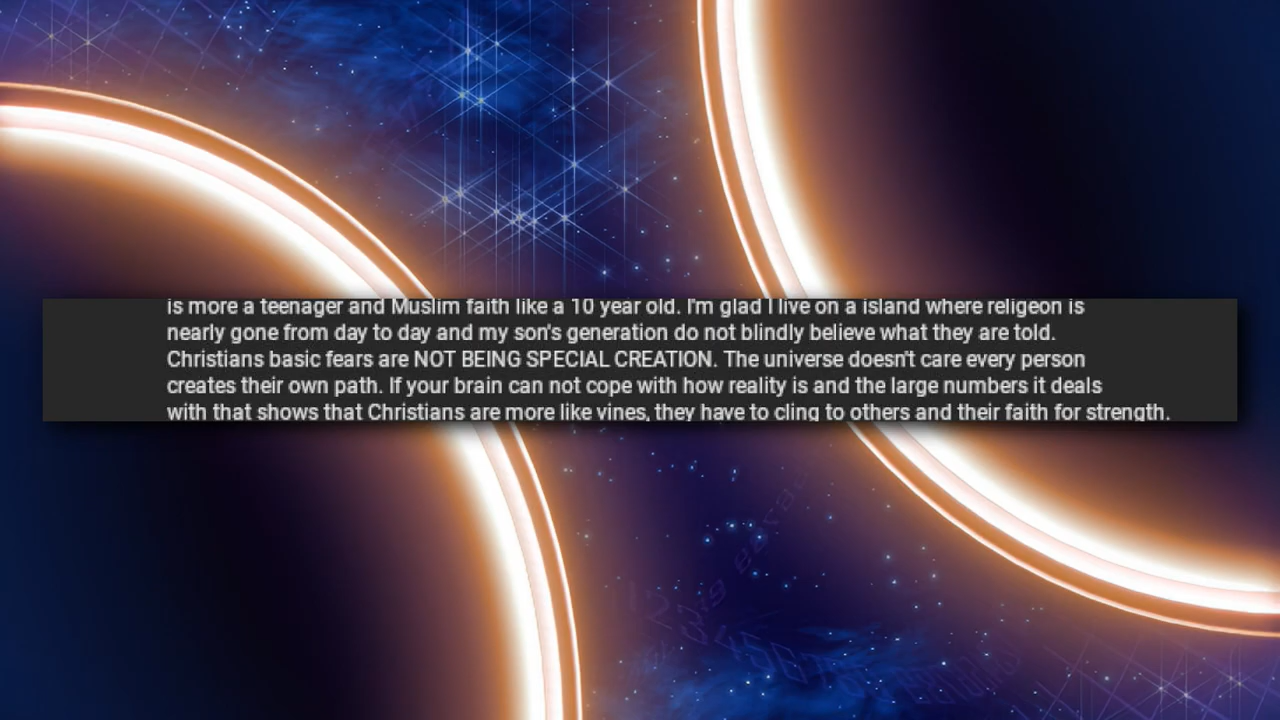 is more a teenager and Muslim faith like a 10 year old. I'm glad I live on a island where religeon is
nearly gone from day to day and my son's generation do not blindly believe what they are told.
Christians basic fears are NOT BEING SPECIAL CREATION. The universe doesn't care every person
creates their own path. If your brain can not cope with how reality is and the large numbers it deals
with that shows that Christians are more like vines, they have to cling to others and their faith for strength.